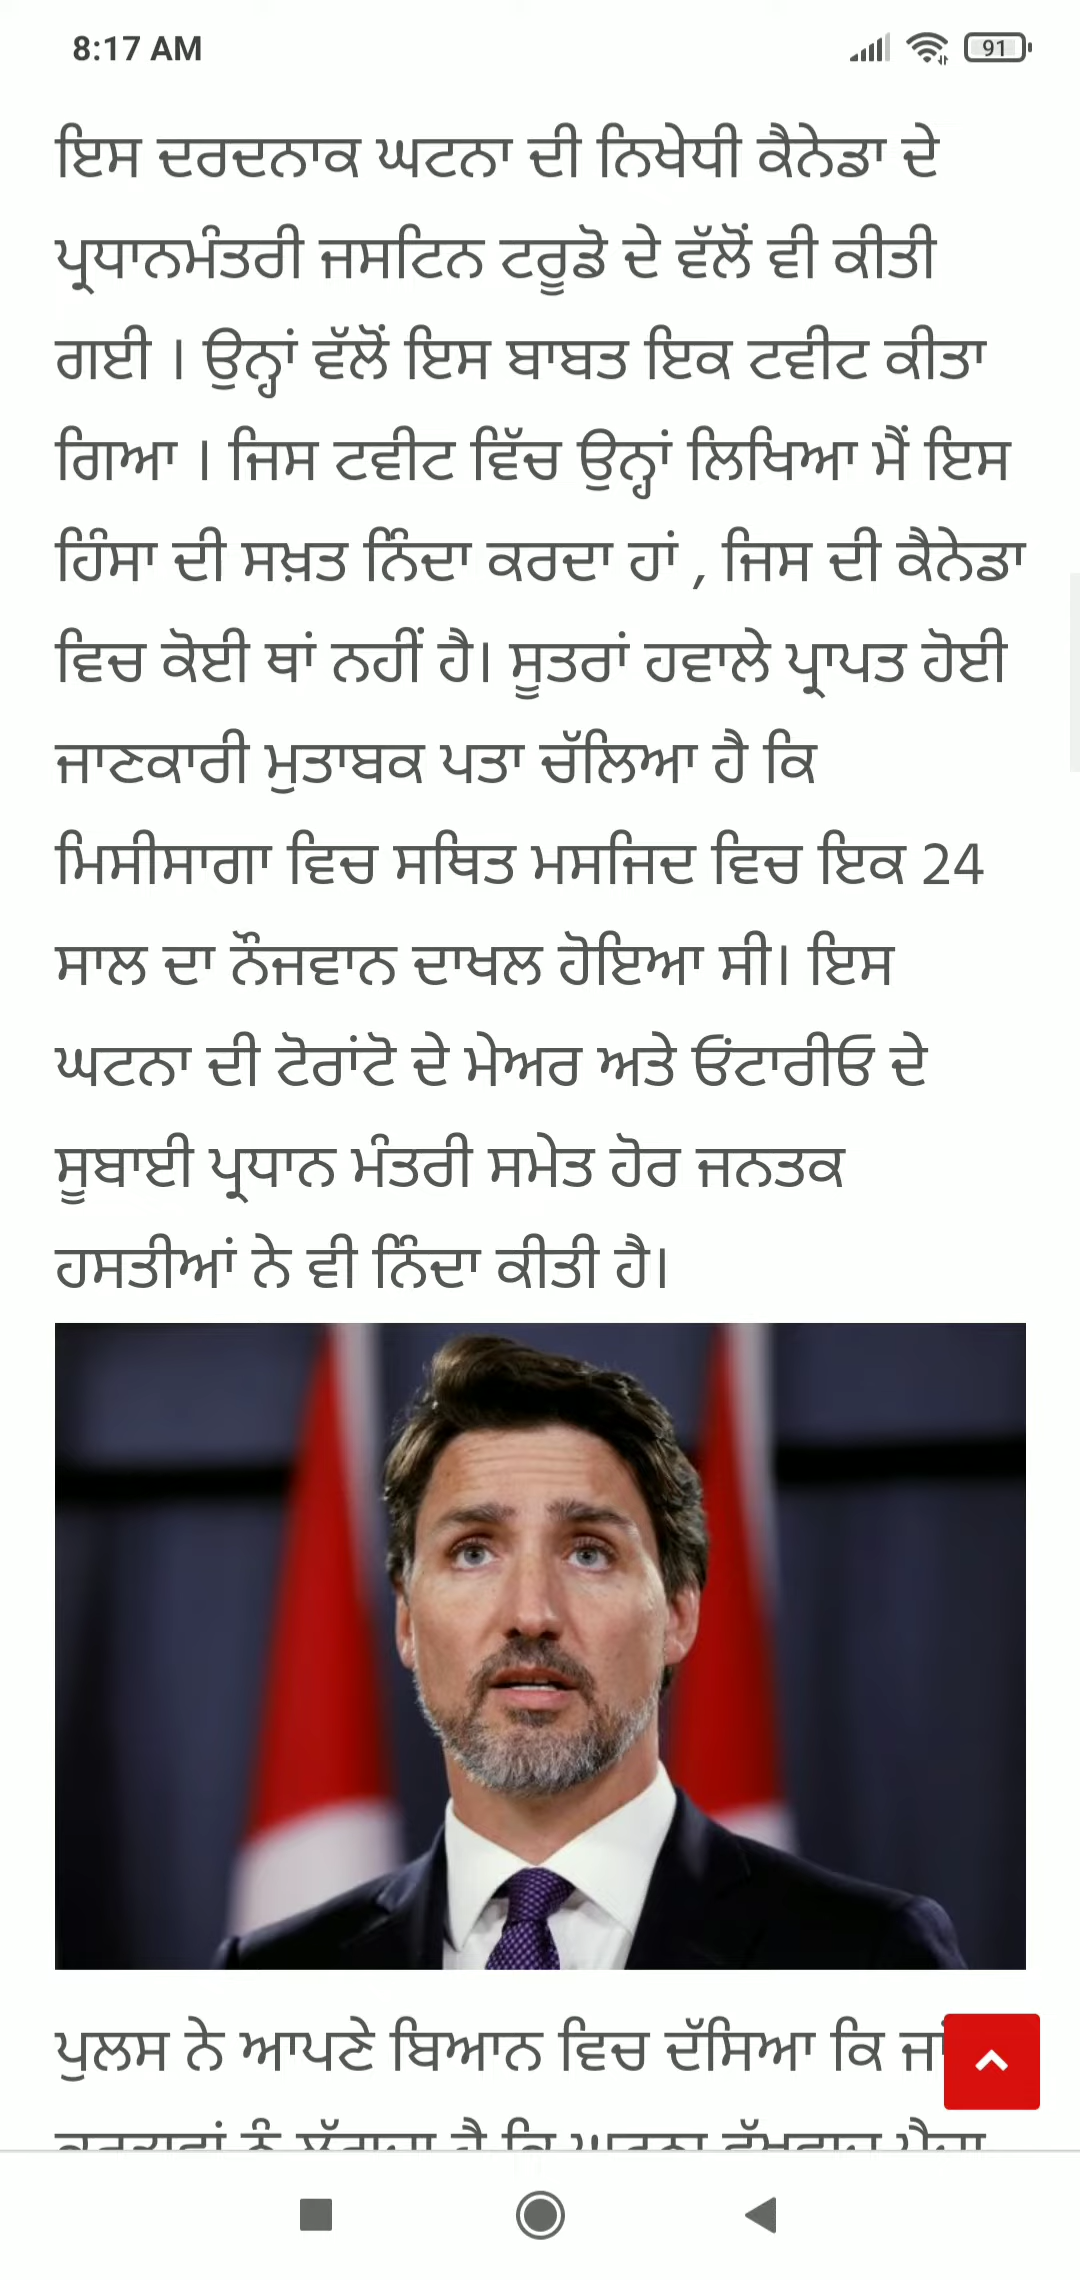 8:17 AM
91
ਇਸ ਦਰਦਨਾਕ ਘਟਨਾ ਦੀ ਨਿਖੇਧੀ ਕੈਨੇਡਾ ਦੇ
ਪ੍ਰਧਾਨਮੰਤਰੀ ਜਸਟਿਨ ਟਰੂਡੋ ਦੇ ਵੱਲੋਂ ਵੀ ਕੀਤੀ
ਗਈ । ਉਨ੍ਹਾਂ ਵੱਲੋਂ ਇਸ ਬਾਬਤ ਇਕ ਟਵੀਟ ਕੀਤਾ
ਗਿਆ । ਜਿਸ ਟਵੀਟ ਵਿੱਚ ਉਨ੍ਹਾਂ ਲਿਖਿਆ ਮੈਂ ਇਸ
ਹਿੰਸਾ ਦੀ ਸਖ਼ਤ ਨਿੰਦਾ ਕਰਦਾ ਹਾਂ , ਜਿਸ ਦੀ ਕੈਨੇਡਾ
ਵਿਚ ਕੋਈ ਥਾਂ ਨਹੀਂ ਹੈ। ਸੂਤਰਾਂ ਹਵਾਲੇ ਪ੍ਰਾਪਤ ਹੋਈ
ਜਾਣਕਾਰੀ ਮੁਤਾਬਕ ਪਤਾ ਚੱਲਿਆ ਹੈ ਕਿ
ਮਿਸੀਸਾਗਾ ਵਿਚ ਸਥਿਤ ਮਸਜਿਦ ਵਿਚ ਇਕ 24
ਸਾਲ ਦਾ ਨੌਜਵਾਨ ਦਾਖਲ ਹੋਇਆ ਸੀ। ਇਸ
ਘਟਨਾ ਦੀ ਟੋਰਾਂਟੋ ਦੇ ਮੇਅਰ ਅਤੇ ਓਂਟਾਰੀਓ ਦੇ
ਸੂਬਾਈ ਪ੍ਰਧਾਨ ਮੰਤਰੀ ਸਮੇਤ ਹੋਰ ਜਨਤਕ
ਹਸਤੀਆਂ ਨੇ ਵੀ ਨਿੰਦਾ ਕੀਤੀ ਹੈ।
ਪੁਲਸ ਨੇ ਆਪਣੇ ਬਿਆਨ ਵਿਚ ਦੱਸਿਆ ਕਿ